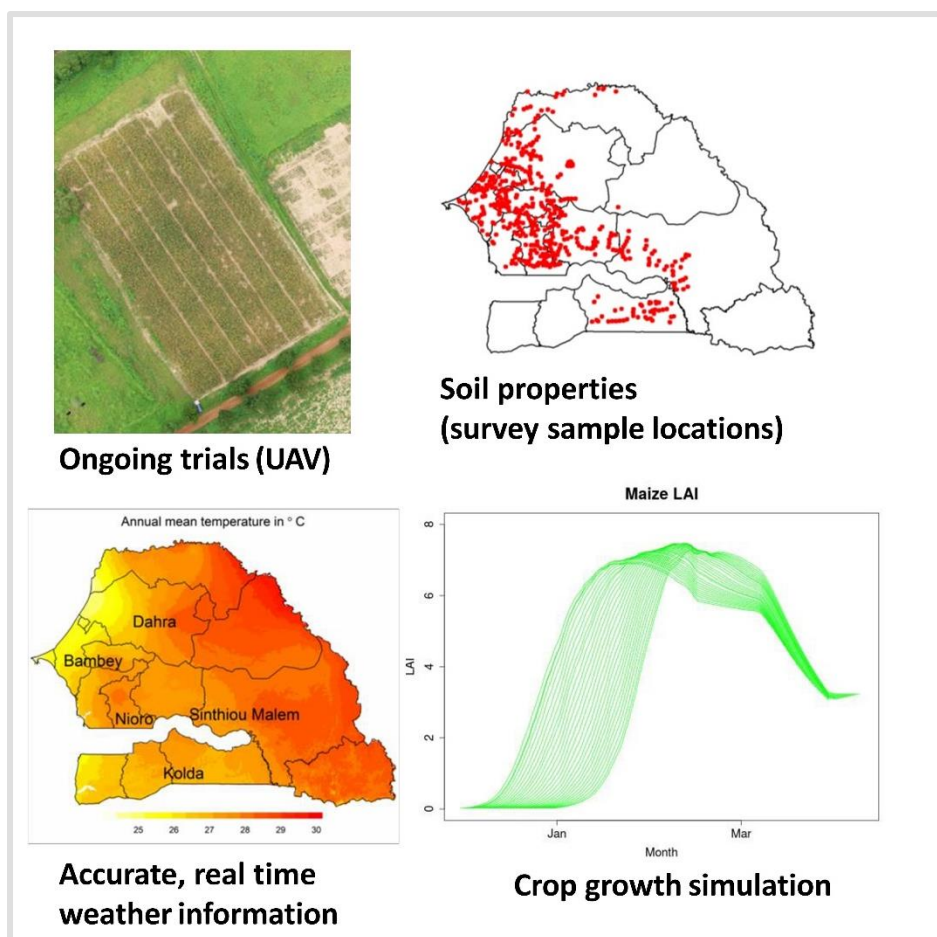 Ongoing trials (UAV)
Soil properties
(survey sample locations)
Annual mean temperature in ° C
Dahra
Bambey
Nioro
Sinthiou Malem
Kolda
25 26 27 28 29 30
Accurate, real time
weather information
Maize LAI
8
6
4
2
0
LAI
Jan Mar
Month
Crop growth simulation